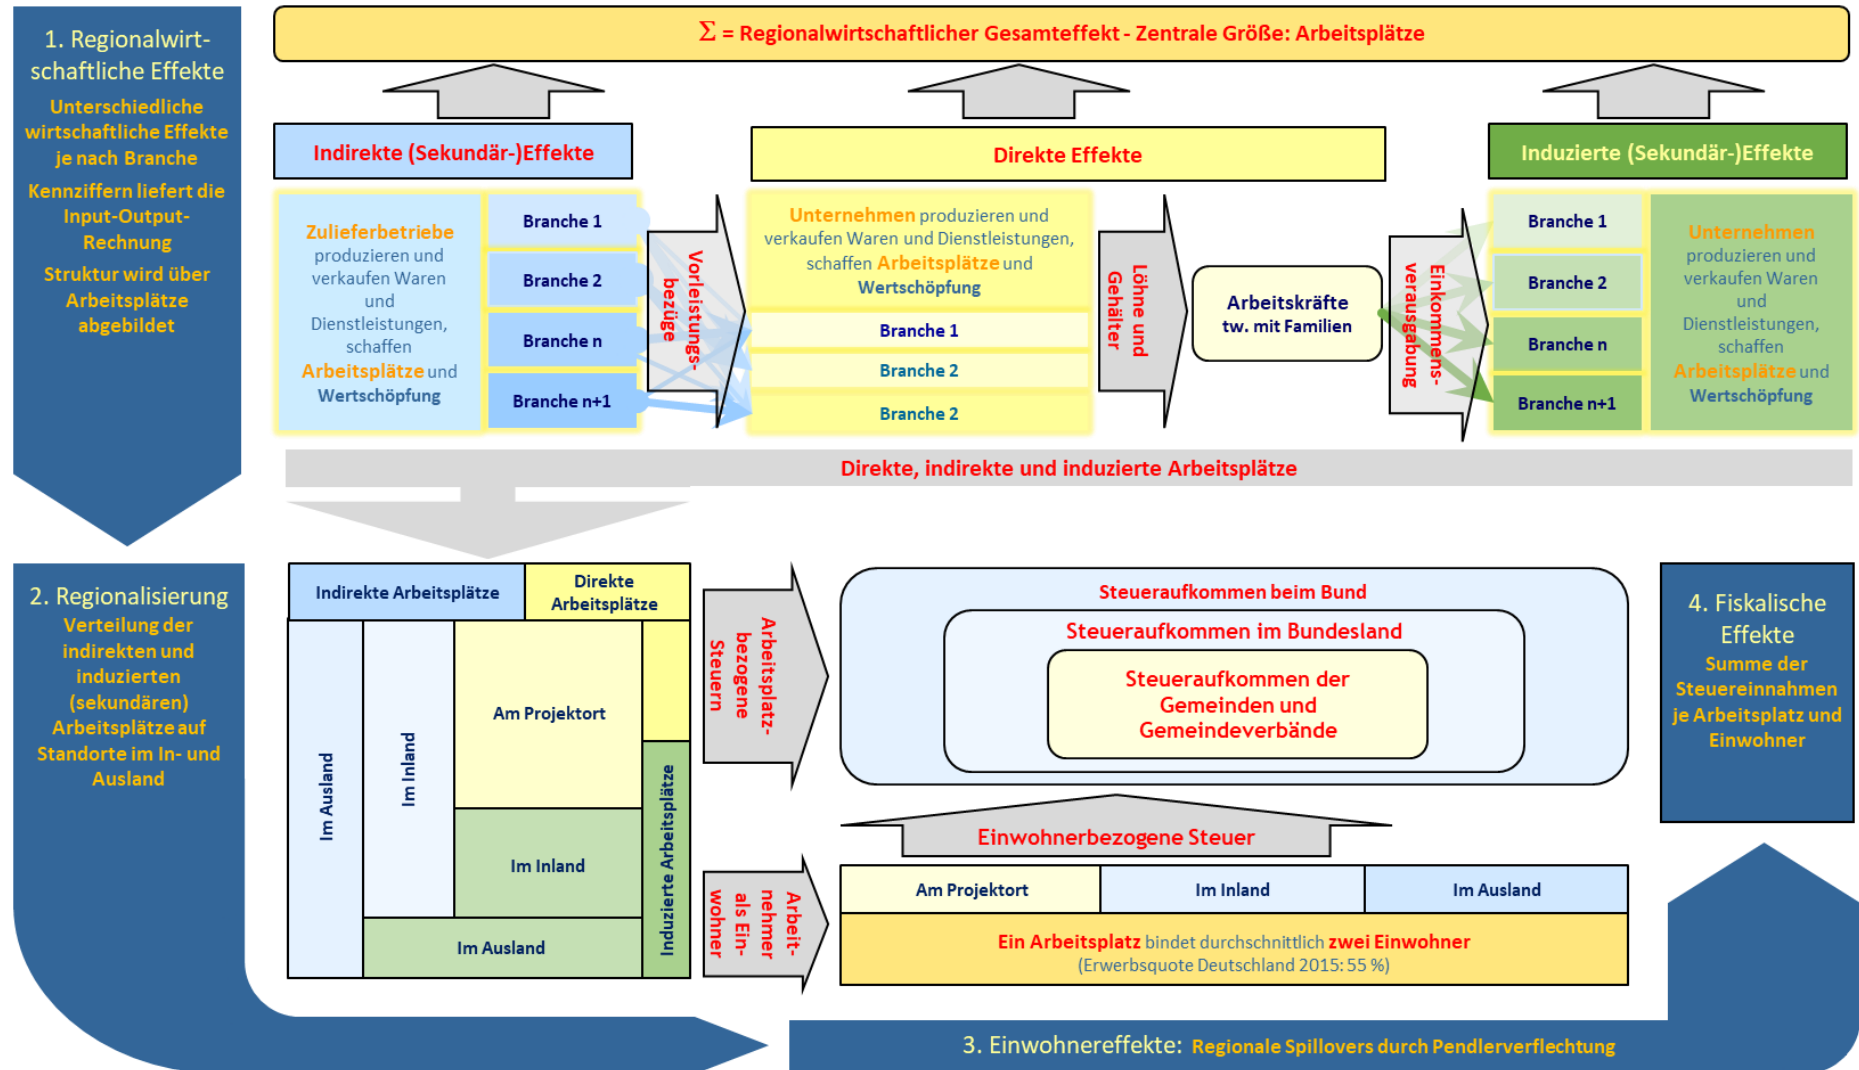 1. Regionalwirt-
schaftliche Effekte
Unterschiedliche
wirtschaftliche Effekte
je nach Branche
Kennziffern liefert die
Input-Output-
Rechnung
Struktur wird über
Arbeitsplätze
abgebildet
Σ = Regionalwirtschaftlicher Gesamteffekt - Zentrale Größe: Arbeitsplätze
Indirekte (Sekundär-)Effekte
Direkte Effekte
Induzierte (Sekundär-)Effekte
Zulieferbetriebe
produzieren und
verkaufen Waren
und
Dienstleistungen,
schaffen
Arbeitsplätze und
Wertschöpfung
Branche 1
Branche 2
Branche n
Branche n+1
Vorleistungs-
bezüge
Unternehmen produzieren und
verkaufen Waren und Dienstleistungen,
schaffen Arbeitsplätze und
Wertschöpfung
Branche 1
Branche 2
Branche 2
Löhne und
Gehälter
Arbeitskräfte
tw. mit Familien
Einkommens-
verausgabung
Branche 1
Branche 2
Branche n
Branche n+1
Unternehmen
produzieren und
verkaufen Waren
und
Dienstleistungen,
schaffen
Arbeitsplätze und
Wertschöpfung
Direkte, indirekte und induzierte Arbeitsplätze
2. Regionalisierung
Verteilung der
indirekten und
induzierten
(sekundären)
Arbeitsplätze auf
Standorte im In- und
Ausland
Indirekte Arbeitsplätze
Direkte
Arbeitsplätze
Im Ausland
Im Inland
Am Projektort
Im Inland
Im Ausland
Induzierte Arbeitsplätze
Arbeitsplatz-
bezogene
Steuern
Steueraufkommen beim Bund
Steueraufkommen im Bundesland
Steueraufkommen der
Gemeinden und
Gemeindeverbände
Einwohnerbezogene Steuer
Arbeit-
nehmer
als Ein-
wohner
Am Projektort
Im Inland
Im Ausland
Ein Arbeitsplatz bindet durchschnittlich zwei Einwohner
(Erwerbsquote Deutschland 2015: 55 %)
3. Einwohnereffekte: Regionale Spillovers durch Pendlerverflechtung
4. Fiskalische
Effekte
Summe der
Steuereinnahmen
je Arbeitsplatz und
Einwohner